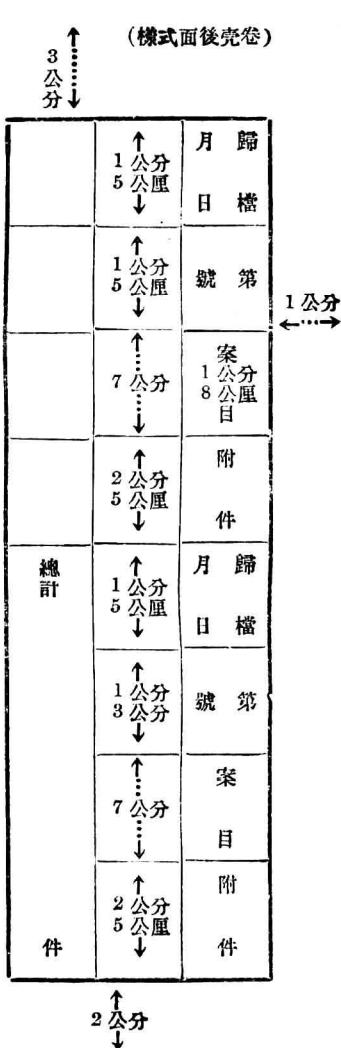 (卷壳後面式樣)
3公分
歸檔 月日
第 號
案 1公分 8公厘 目
附件
歸檔 月日
第 號
案目
附件
1公分 5公厘
1公分 5公厘
7公分
2公分 5公厘
1公分 5公厘
1公分 3公分
7公分
2公分 5公厘
總計 件
1公分
2公分